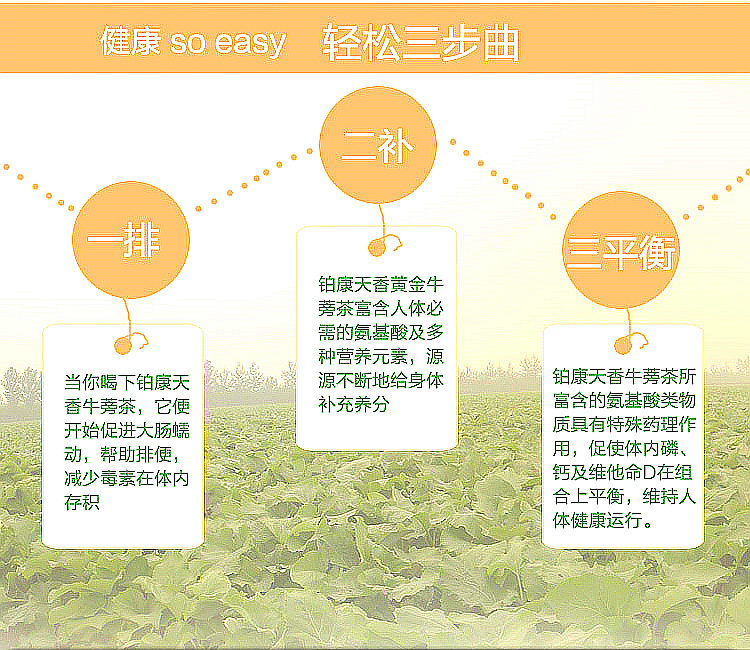 健康 so easy 轻松三步曲
一排
当你喝下铂康天
香牛蒡茶，它便
开始促进大肠蠕
动，帮助排便，
减少毒素在体内
存积
二补
铂康天香黄金牛
蒡茶富含人体必
需的氨基酸及多
种营养元素，源
源不断地给身体
补充养分
三平衡
铂康天香牛蒡茶所
富含的氨基酸类物
质具有特殊药理作
用，促使体内磷、
钙及维他命D在组
合上平衡，维持人
体健康运行。